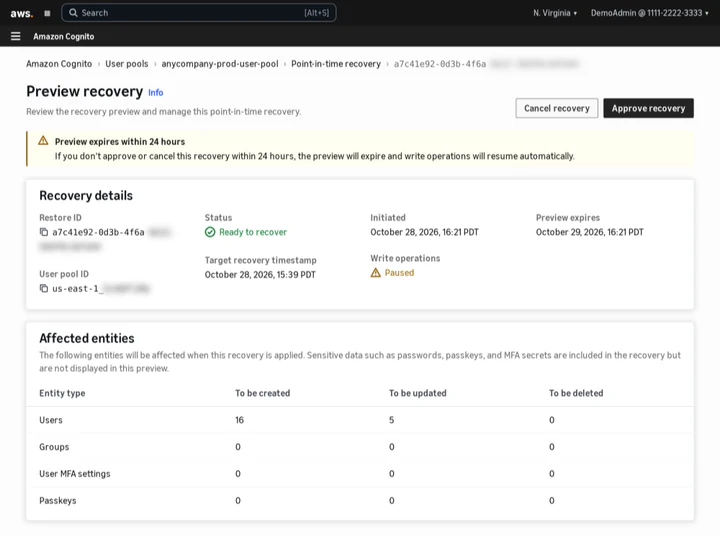 aws
Search [Alt+S] N. Virginia DemoAdmin @ 1111-2222-3333
Amazon Cognito
Amazon Cognito › User pools › anycompany-prod-user-pool › Point-in-time recovery › a7c41e92-0d3b-4f6a
Preview recovery Info
Review the recovery preview and manage this point-in-time recovery.
Cancel recovery Approve recovery
Preview expires within 24 hours
If you don't approve or cancel this recovery within 24 hours, the preview will expire and write operations will resume automatically.
Recovery details
Restore ID
a7c41e92-0d3b-4f6a
User pool ID
us-east-1_
Status
Ready to recover
Target recovery timestamp
October 28, 2026, 15:39 PDT
Initiated
October 28, 2026, 16:21 PDT
Write operations
Paused
Preview expires
October 29, 2026, 16:21 PDT
Affected entities
The following entities will be affected when this recovery is applied. Sensitive data such as passwords, passkeys, and MFA secrets are included in the recovery but
are not displayed in this preview.
Entity type To be created To be updated To be deleted
Users 16 5 0
Groups 0 0 0
User MFA settings 0 0 0
Passkeys 0 0 0